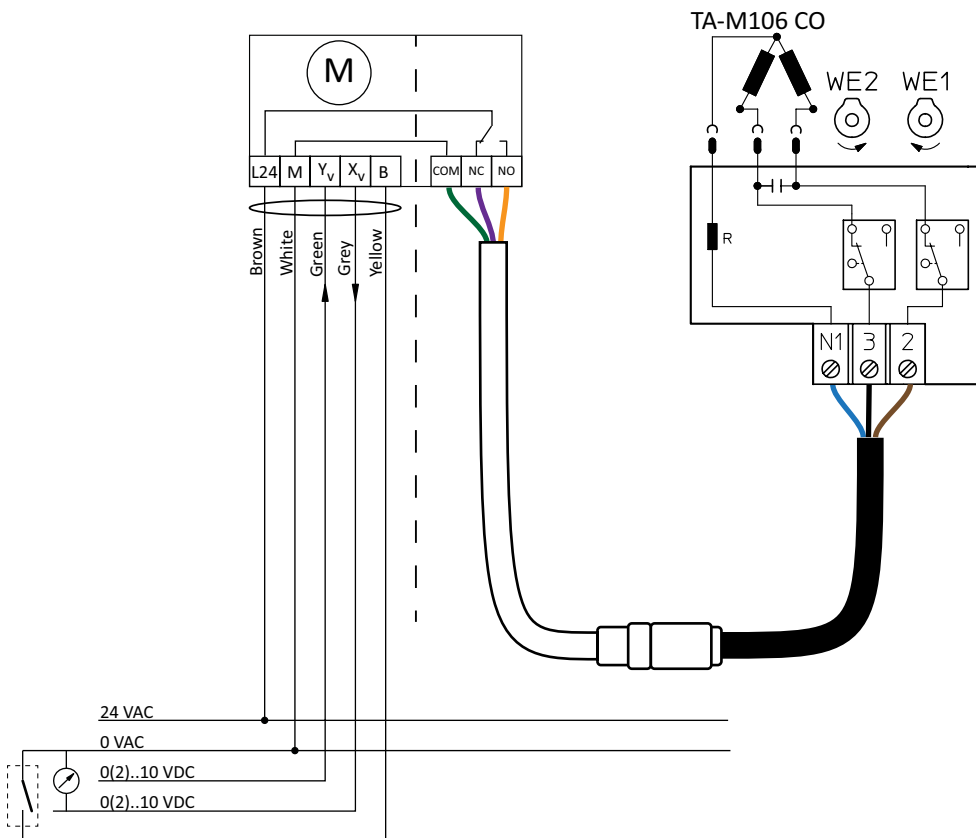 TA-M106 CO
M
WE2 WE1
L24 M Yv Xv B COM NC NO
R
Brown
White
Green
Grey
Yellow
N1 3 2
24 VAC
0 VAC
0(2)..10 VDC
0(2)..10 VDC